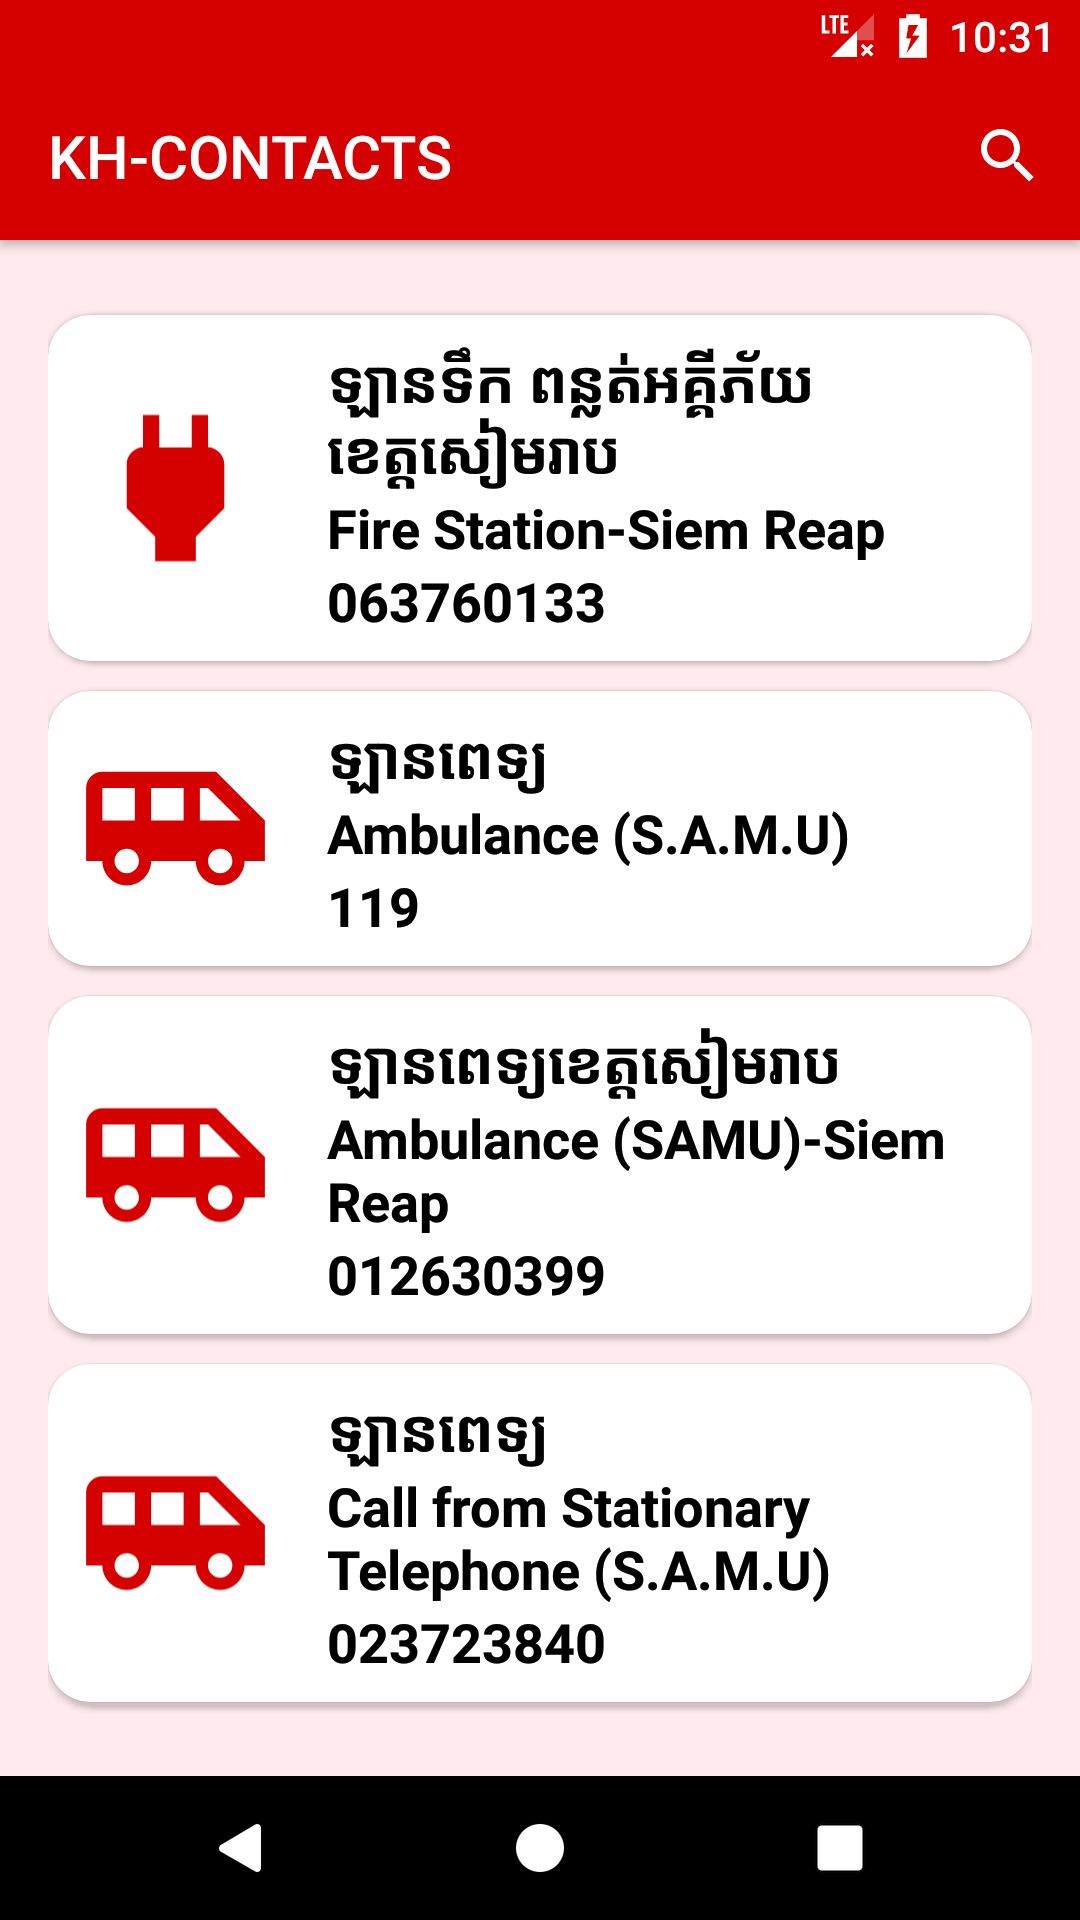 LTE 10:31
KH-CONTACTS
ឡានទឹក ពន្លត់អគ្គីភ័យ
ខេត្តសៀមរាប
Fire Station-Siem Reap
063760133
ឡានពេទ្យ
Ambulance (S.A.M.U)
119
ឡានពេទ្យខេត្តសៀមរាប
Ambulance (SAMU)-Siem
Reap
012630399
ឡានពេទ្យ
Call from Stationary
Telephone (S.A.M.U)
023723840